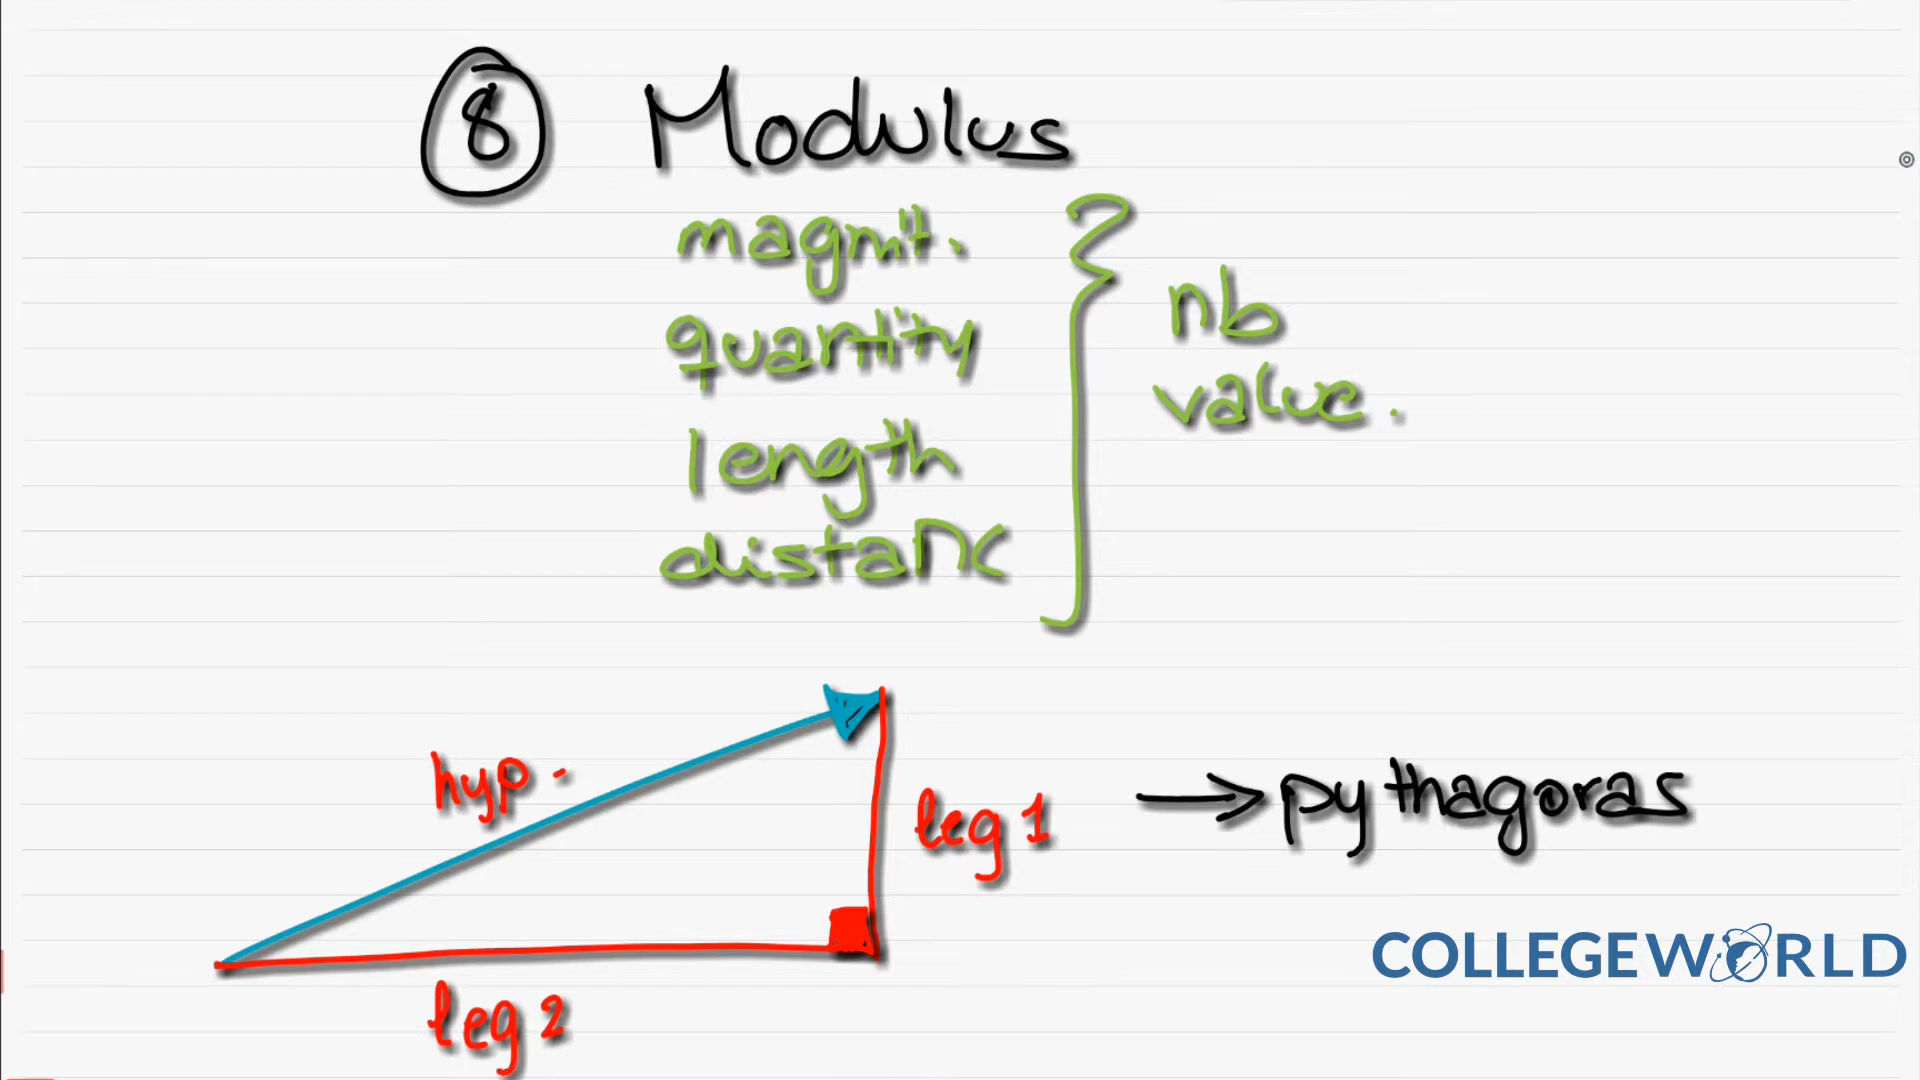 8 Modulus
magnit.
quantity
length
distanc
nb
value.
hyp.
leg 1
→ pythagoras
leg 2
COLLEGEWORLD